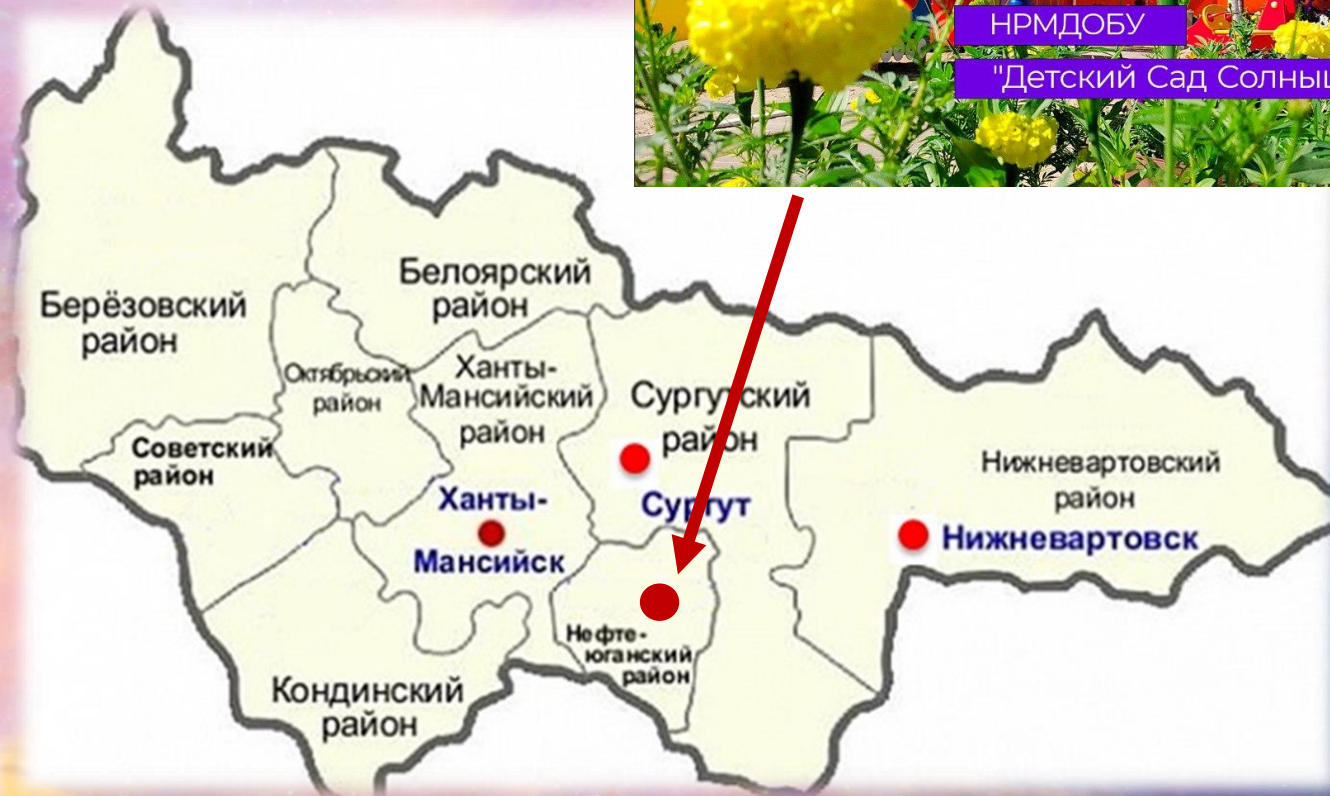 НРМДОБУ
"Детский Сад
Белоярский
район
Берёзовский
район
Октябрьский
район
Ханты-
Мансийский
район
Сургутский
район
Советский
район
Нижневартовский
район
Ханты-
Мансийск
Сургут
Нижневартовск
Нефте-
юганский
район
Кондинский
район